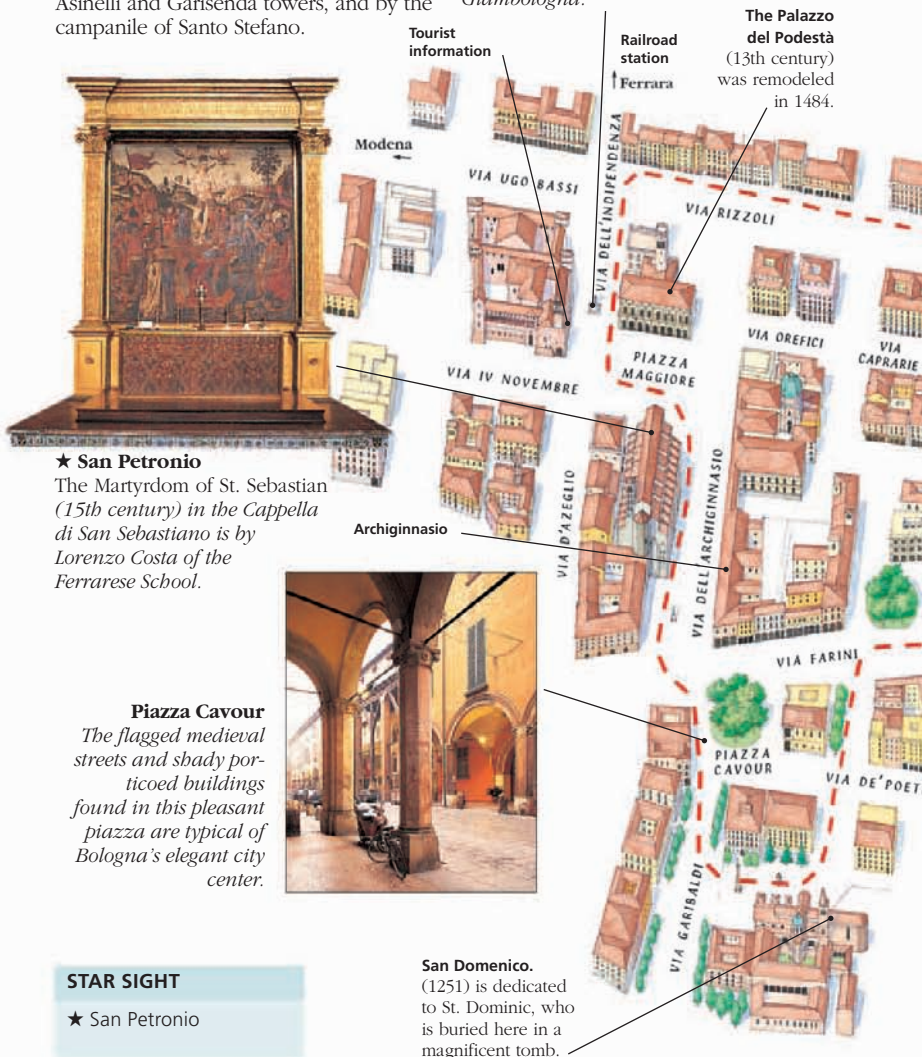 Asinelli and Garisenda towers, and by the
campanile of Santo Stefano.
Giambologna.
Tourist
information
Railroad
station
Ferrara
The Palazzo
del Podestà
(13th century)
was remodeled
in 1484.
Modena
VIA UGO BASSI
VIA DELL'INDIPENDENZA
VIA RIZZOLI
VIA OREFICI
VIA
CAPRARIE
PIAZZA
MAGGIORE
VIA IV NOVEMBRE
★ San Petronio
The Martyrdom of St. Sebastian
(15th century) in the Cappella
di San Sebastiano is by
Lorenzo Costa of the
Ferrarese School.
Archiginnasio
VIA D'AZEGLIO
VIA DELL'ARCHIGINNASIO
VIA FARINI
Piazza Cavour
The flagged medieval
streets and shady por-
ticoed buildings
found in this pleasant
piazza are typical of
Bologna's elegant city
center.
PIAZZA
CAVOUR
VIA DE' POET
VIA GARIBALDI
STAR SIGHT
★ San Petronio
San Domenico.
(1251) is dedicated
to St. Dominic, who
is buried here in a
magnificent tomb.